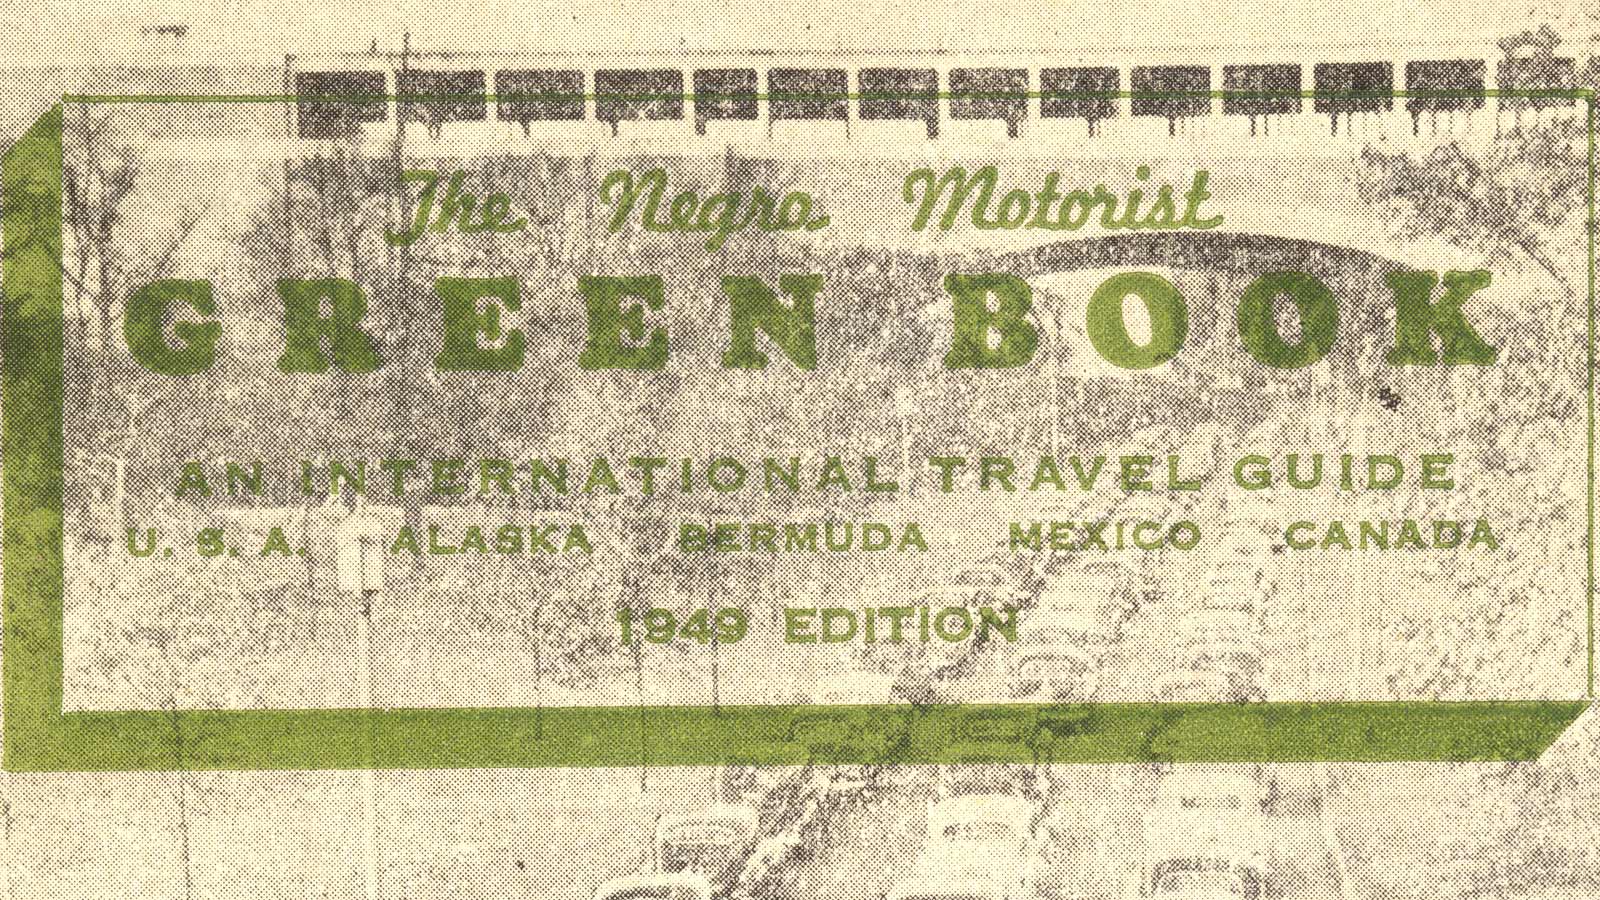 The Negro Motorist
GREEN BOOK
AN INTERNATIONAL TRAVEL GUIDE
U. S. A. ALASKA BERMUDA MEXICO CANADA
1949 EDITION